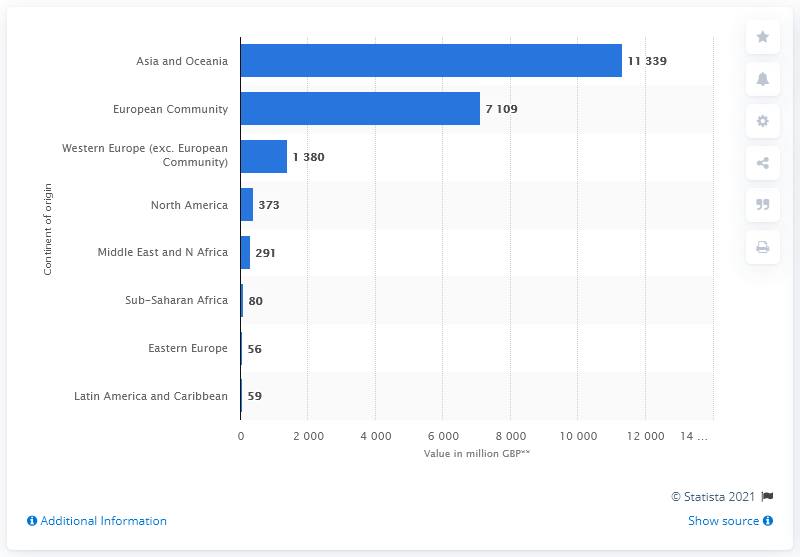 Continent of origin
Asia and Oceania 11 339
European Community 7 109
Western Europe (exc. European
Community) 1 380
North America 373
Middle East and N Africa 291
Sub-Saharan Africa 80
Eastern Europe 56
Latin America and Caribbean 59
0 2 000 4 000 6 000 8 000 10 000 12 000 14 ...
Value in million GBP**
© Statista 2021
Additional Information
Show source